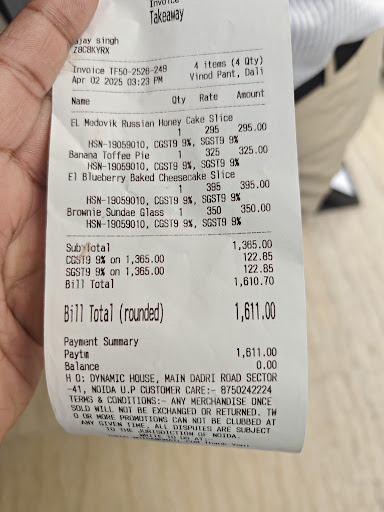 Invoice
Takeaway
ajay singh
Z8C8KYRX
Invoice TF50-2526-249 4 items (4 Qty)
Apr 02 2025 03:23 PM Vinod Pant, Dali
Name Qty Rate Amount
EL Medovik Russian Honey Cake Slice
1 295 295.00
HSN-19059010, CGST9 9%, SGST9 9%
Banana Toffee Pie 1 325 325.00
HSN-19059010, CGST9 9%, SGST9 9%
El Blueberry Baked Cheesecake Slice
1 395 395.00
HSN-19059010, CGST9 9%, SGST9 9%
Brownie Sundae Glass 1 350 350.00
HSN-19059010, CGST9 9%, SGST9 9%
Subtotal 1,365.00
CGST9 9% on 1,365.00 122.85
SGST9 9% on 1,365.00 122.85
Bill Total 1,610.70
Bill Total (rounded) 1,611.00
Payment Summary
Paytm 1,611.00
Balance 0.00
H O: DYNAMIC HOUSE, MAIN DADRI ROAD SECTOR
-41, NOIDA U.P CUSTOMER CARE:- 8750242224
TERMS & CONDITIONS:- ANY MERCHANDISE ONCE
SOLD WILL NOT BE EXCHANGED OR RETURNED. TW
O OR MORE PROMOTIONS CAN NOT BE CLUBBED AT
ANY GIVEN TIME. ALL DISPUTES ARE SUBJECT
TO THE JURISDICTION OF NOIDA.
WRITE TO US AT: